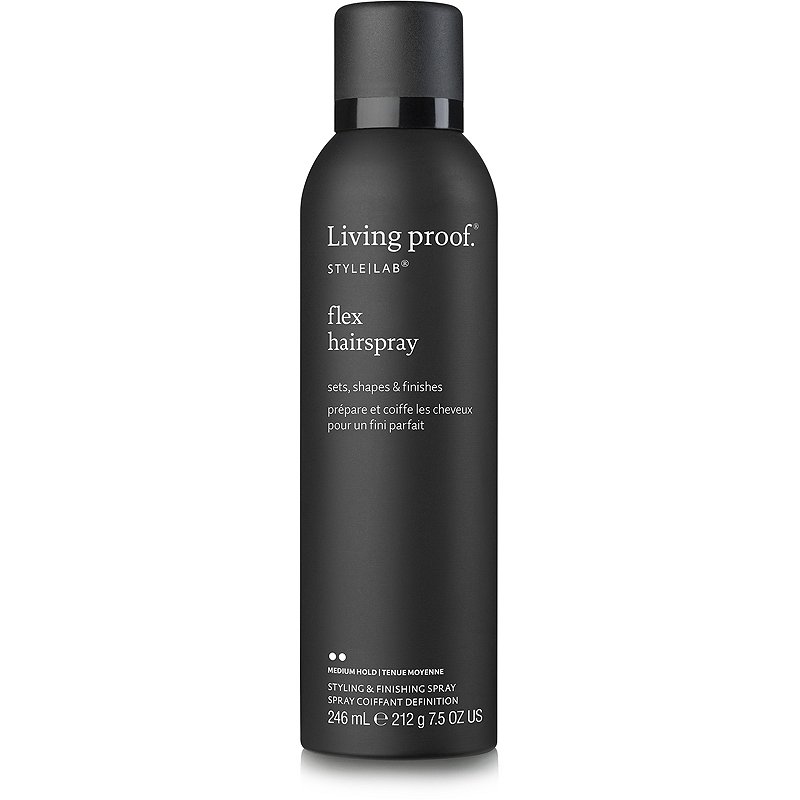 Living proof.®
STYLE|LAB®
flex
hairspray
sets, shapes & finishes
prépare et coiffe les cheveux
pour un fini parfait
MEDIUM HOLD | TENUE MOYENNE
STYLING & FINISHING SPRAY
SPRAY COIFFANT DEFINITION
246 mL ℮ 212 g 7.5 OZ US